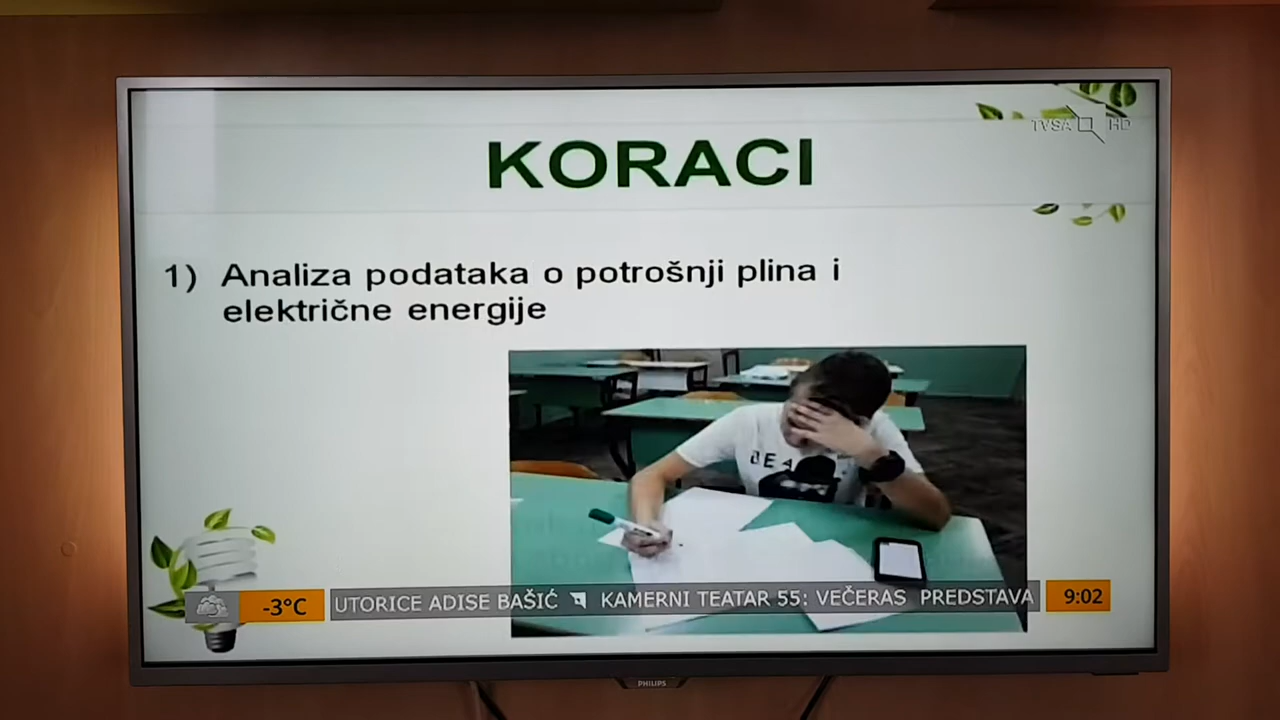 TVSA HD
KORACI
1) Analiza podataka o potrošnji plina i
električne energije
BEA
-3°C
UTORICE ADISE BAŠIĆ KAMERNI TEATAR 55: VEČERAS PREDSTAVA
9:02
PHILIPS